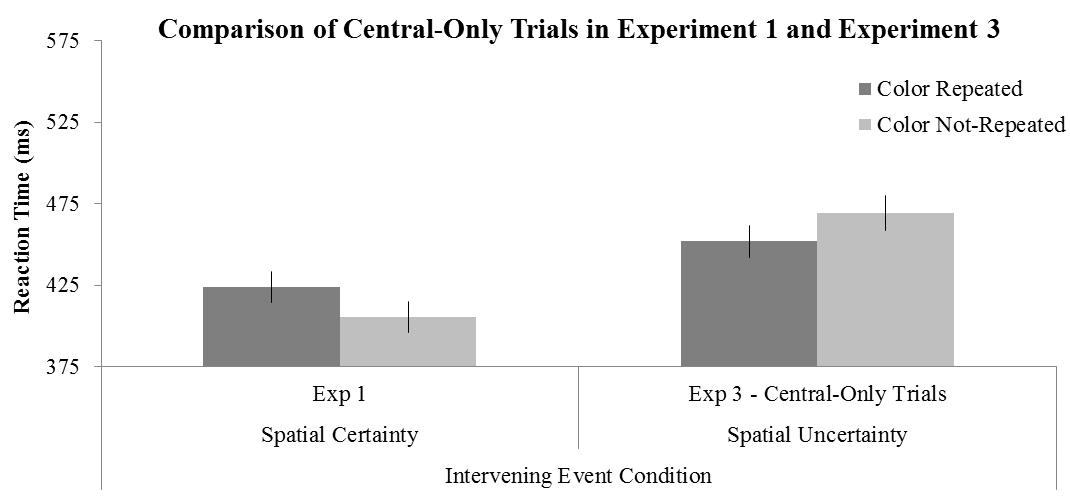 Comparison of Central-Only Trials in Experiment 1 and Experiment 3
575
525
475
425
375
Reaction Time (ms)
Color Repeated
Color Not-Repeated
Exp 1
Exp 3 - Central-Only Trials
Spatial Certainty
Spatial Uncertainty
Intervening Event Condition